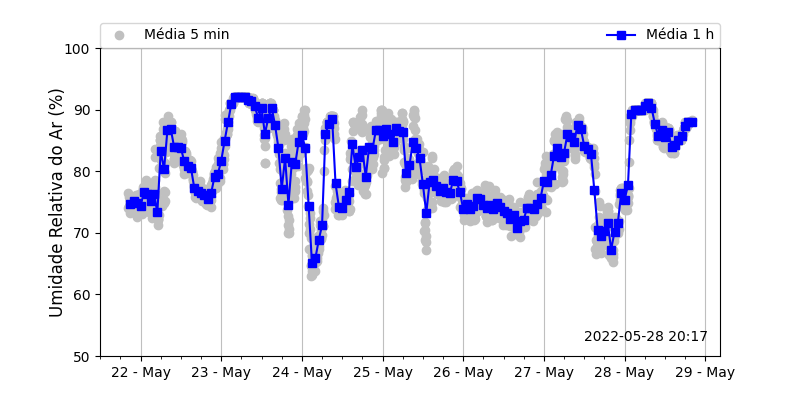 Média 5 min
Média 1 h
Umidade Relativa do Ar (%)
100
90
80
70
60
50
2022-05-28 20:17
22 - May
23 - May
24 - May
25 - May
26 - May
27 - May
28 - May
29 - May